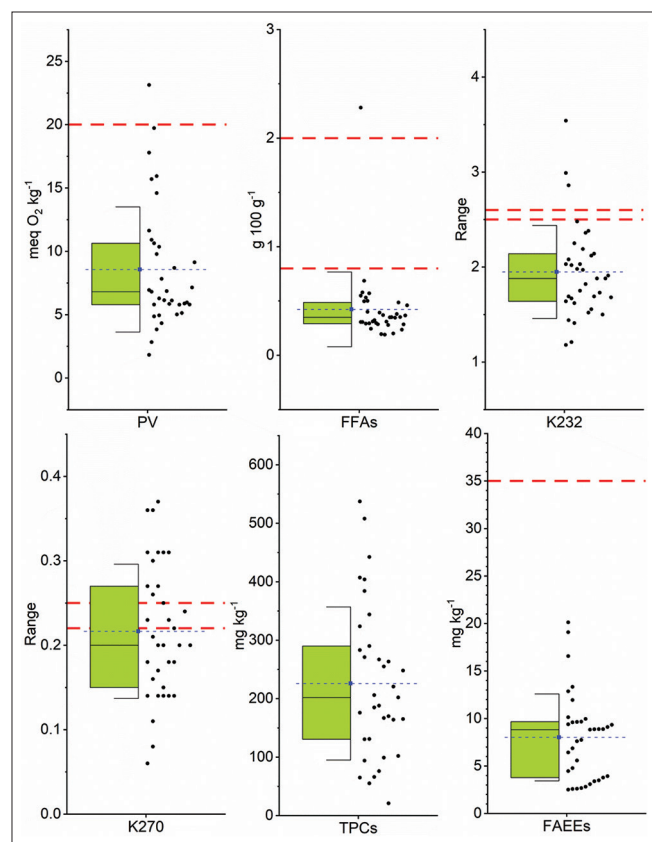 25
20
15
10
5
0
meq O₂ kg⁻¹
PV
3
2
1
0
g 100 g⁻¹
FFAs
4
3
2
1
Range
K232
0.4
0.3
0.2
0.1
0.0
Range
K270
600
500
400
300
200
100
0
mg kg⁻¹
TPCs
40
35
30
25
20
15
10
5
0
mg kg⁻¹
FAEEs